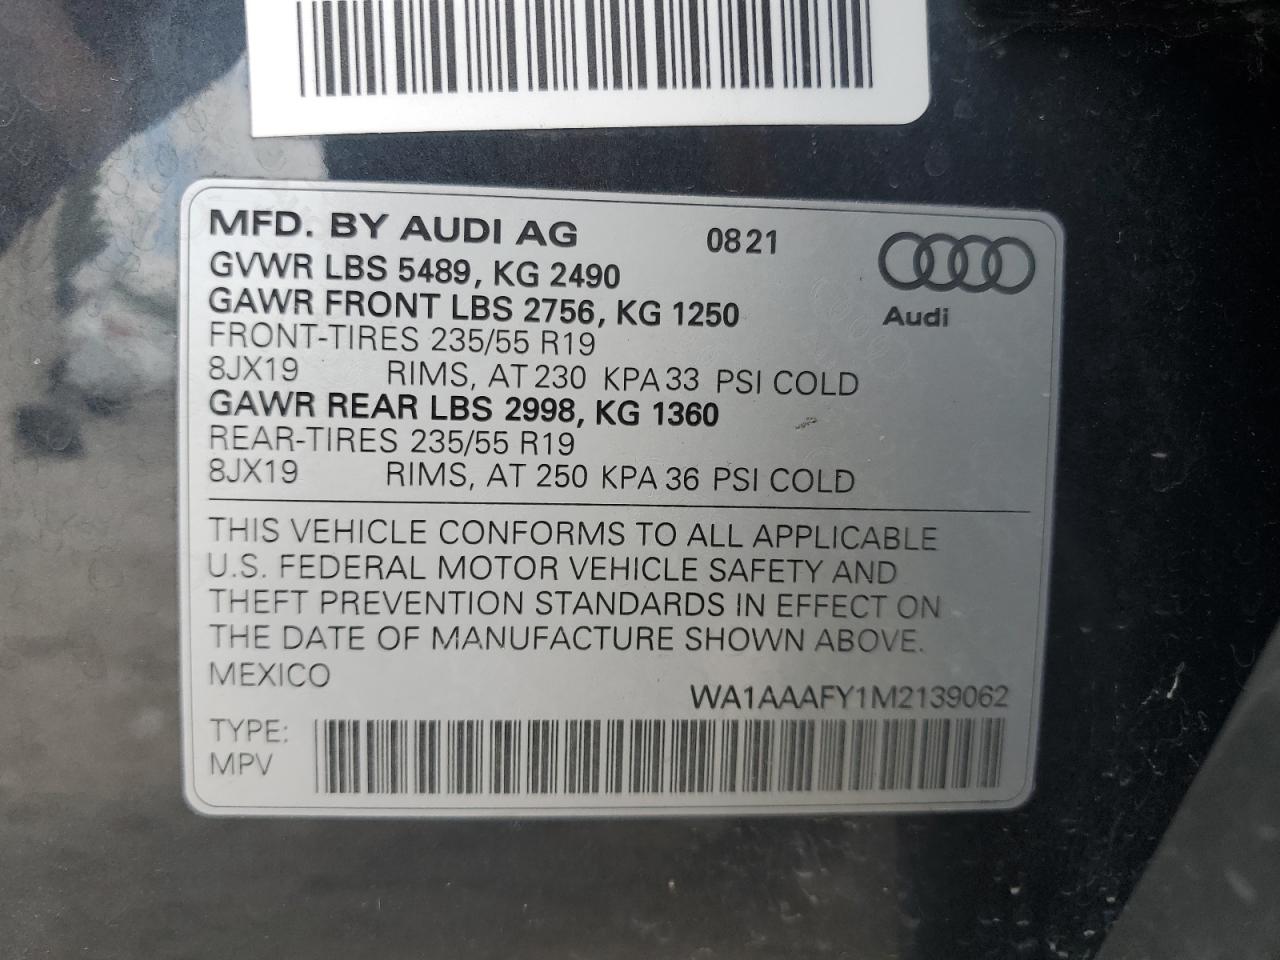 MFD. BY AUDI AG 0821
GVWR LBS 5489, KG 2490
GAWR FRONT LBS 2756, KG 1250
Audi
FRONT-TIRES 235/55 R19
8JX19 RIMS, AT 230 KPA 33 PSI COLD
GAWR REAR LBS 2998, KG 1360
REAR-TIRES 235/55 R19
8JX19 RIMS, AT 250 KPA 36 PSI COLD
THIS VEHICLE CONFORMS TO ALL APPLICABLE
U.S. FEDERAL MOTOR VEHICLE SAFETY AND
THEFT PREVENTION STANDARDS IN EFFECT ON
THE DATE OF MANUFACTURE SHOWN ABOVE.
MEXICO
WA1AAAFY1M2139062
TYPE:
MPV